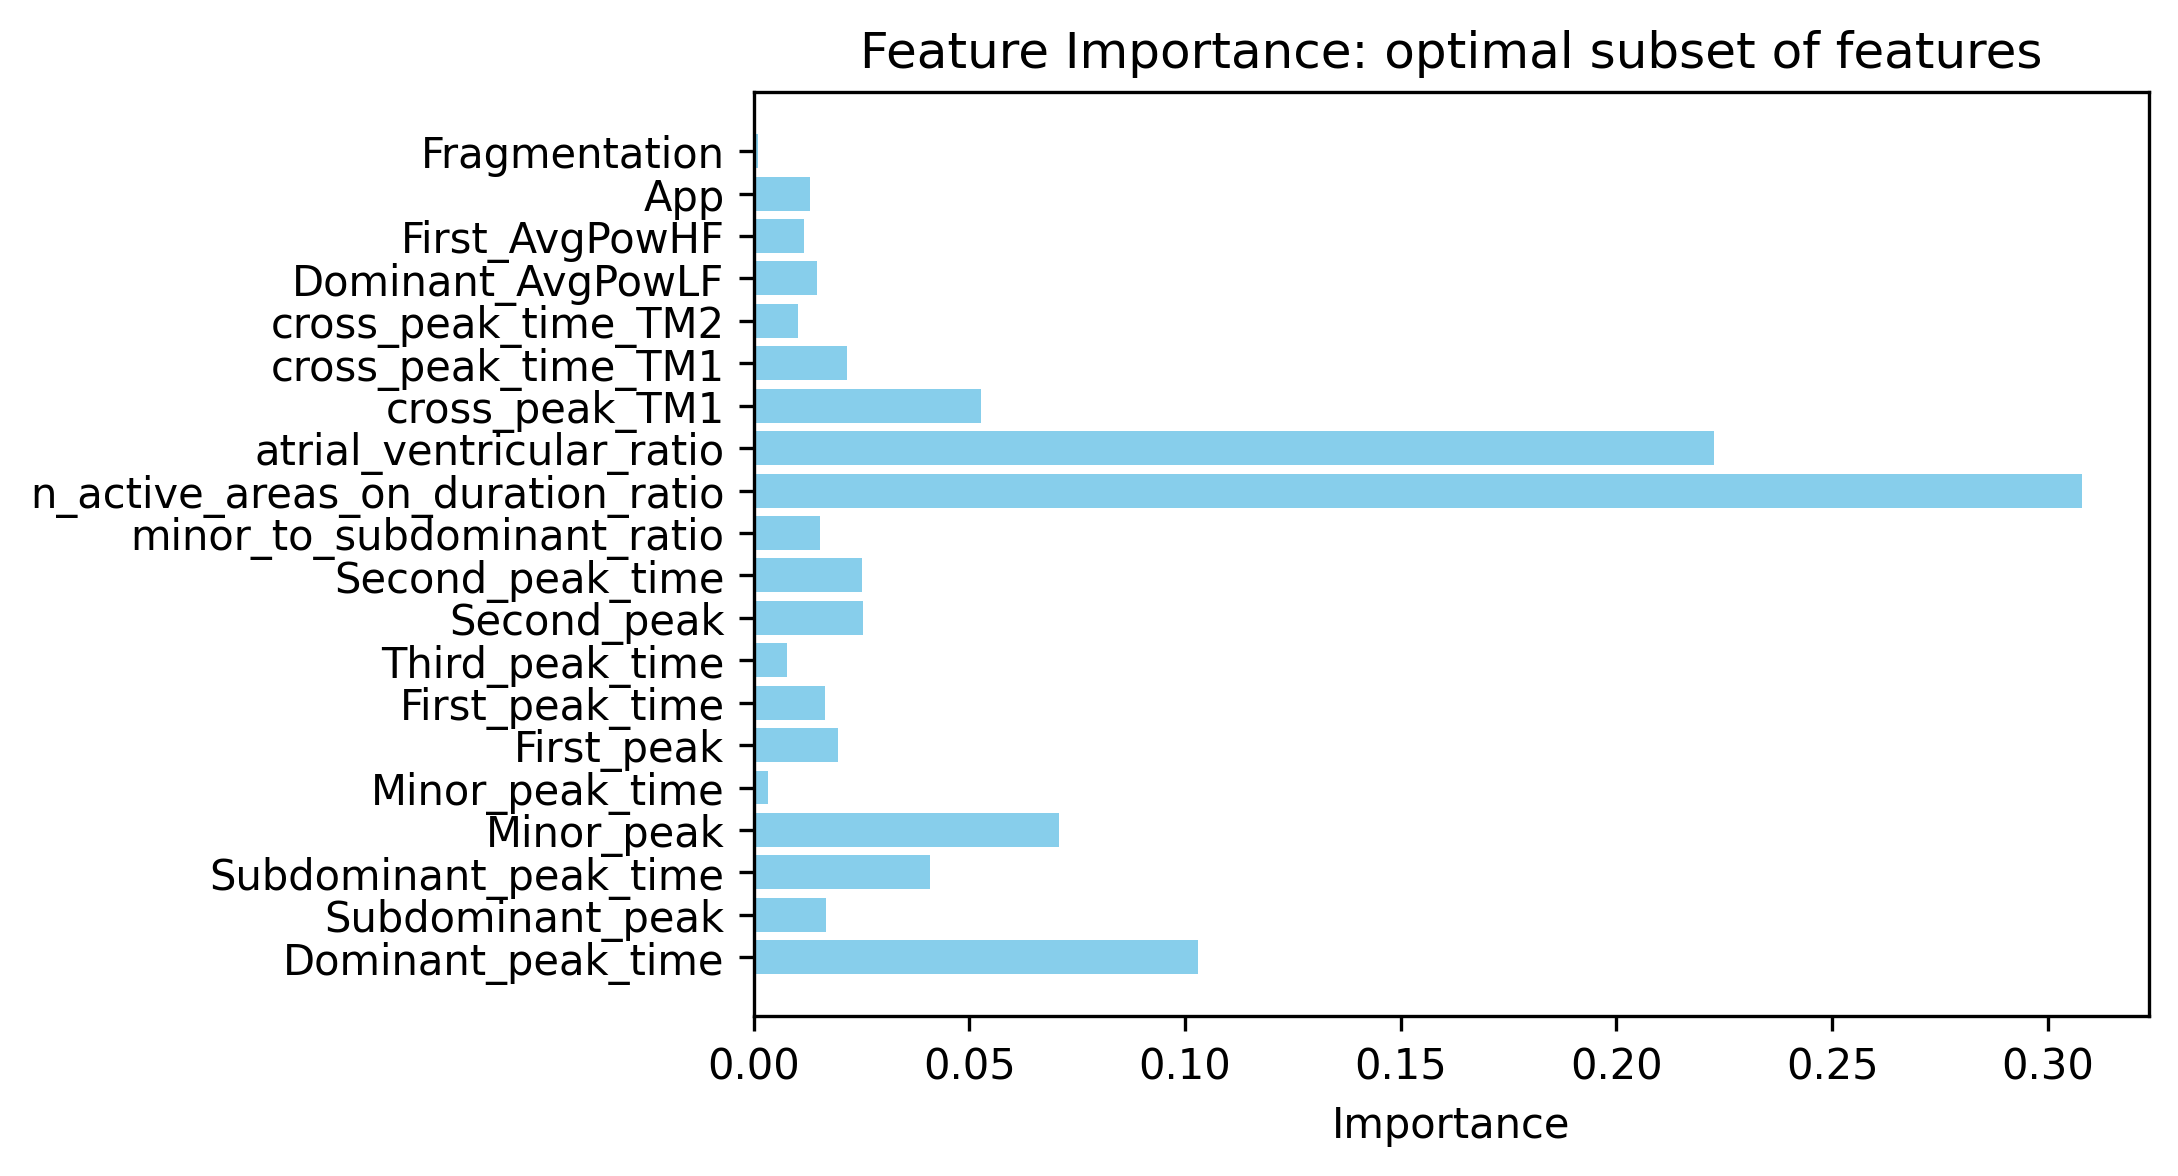 Feature Importance: optimal subset of features
Fragmentation
App
First_AvgPowHF
Dominant_AvgPowLF
cross_peak_time_TM2
cross_peak_time_TM1
cross_peak_TM1
atrial_ventricular_ratio
n_active_areas_on_duration_ratio
minor_to_subdominant_ratio
Second_peak_time
Second_peak
Third_peak_time
First_peak_time
First_peak
Minor_peak_time
Minor_peak
Subdominant_peak_time
Subdominant_peak
Dominant_peak_time
0.00 0.05 0.10 0.15 0.20 0.25 0.30
Importance